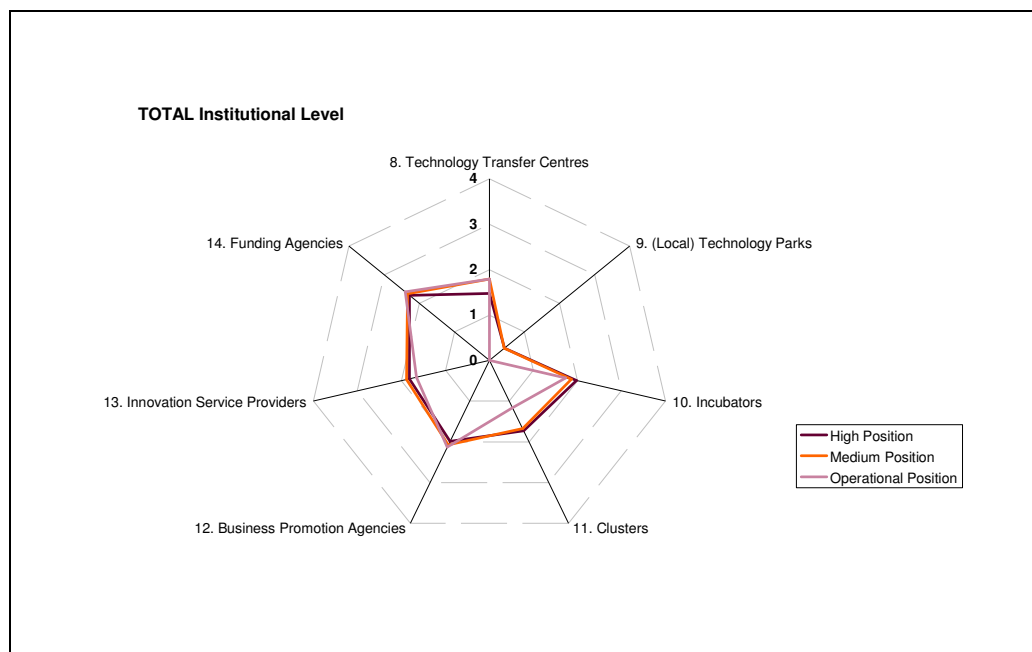 TOTAL Institutional Level
8. Technology Transfer Centres
4
3
2
1
0
9. (Local) Technology Parks
10. Incubators
11. Clusters
12. Business Promotion Agencies
13. Innovation Service Providers
14. Funding Agencies
High Position
Medium Position
Operational Position